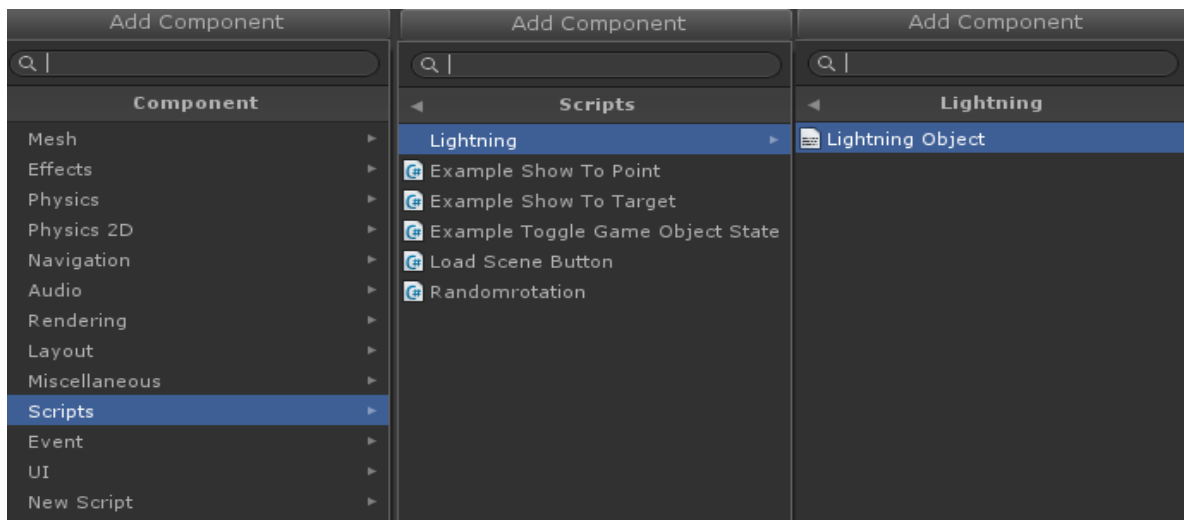 Add Component
Component
Mesh
Effects
Physics
Physics 2D
Navigation
Audio
Rendering
Layout
Miscellaneous
Scripts
Event
UI
New Script
Add Component
Scripts
Lightning
Example Show To Point
Example Show To Target
Example Toggle Game Object State
Load Scene Button
Randomrotation
Add Component
Lightning
Lightning Object